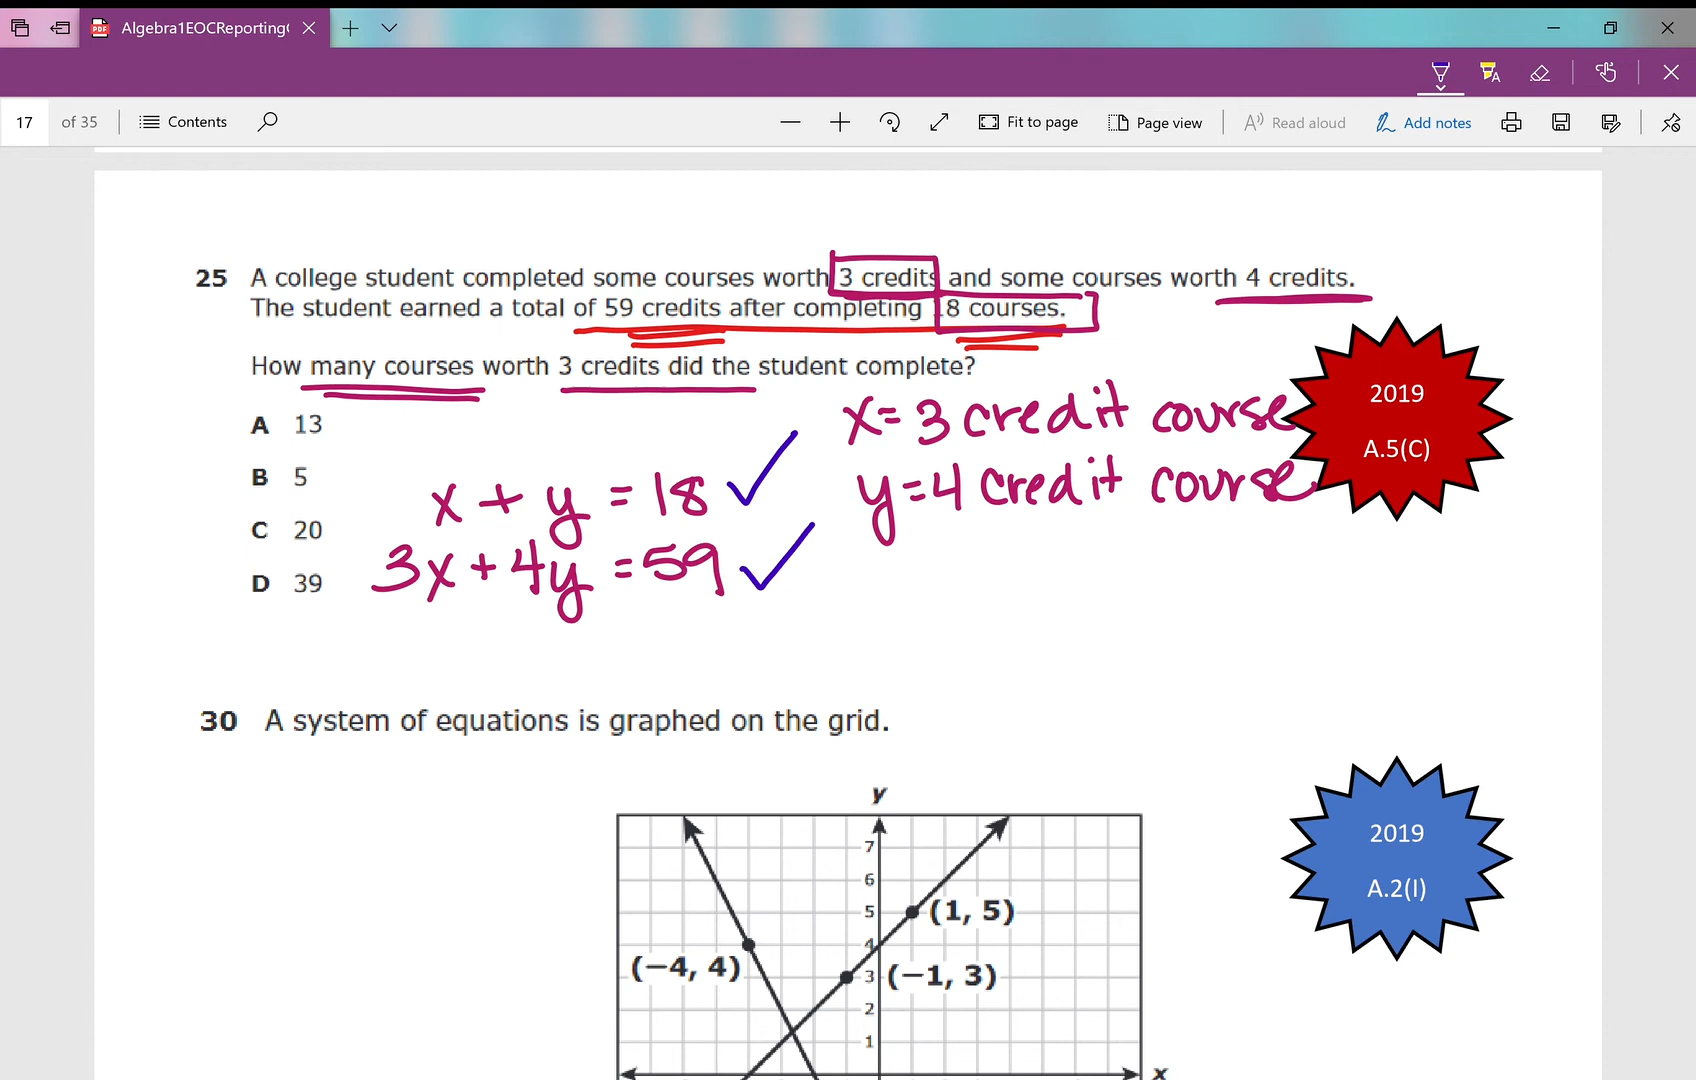 Algebra1EOCReporting(
17 of 35 Contents Fit to page Page view Read aloud Add notes
25 A college student completed some courses worth 3 credits and some courses worth 4 credits.
The student earned a total of 59 credits after completing 18 courses.
How many courses worth 3 credits did the student complete?
A 13
B 5
C 20
D 39
x + y = 18
3x + 4y = 59
x = 3 credit course
y = 4 credit course
2019
A.5(C)
30 A system of equations is graphed on the grid.
y
7
6
5
4
3
2
1
(1, 5)
(−4, 4)
(−1, 3)
x
2019
A.2(I)